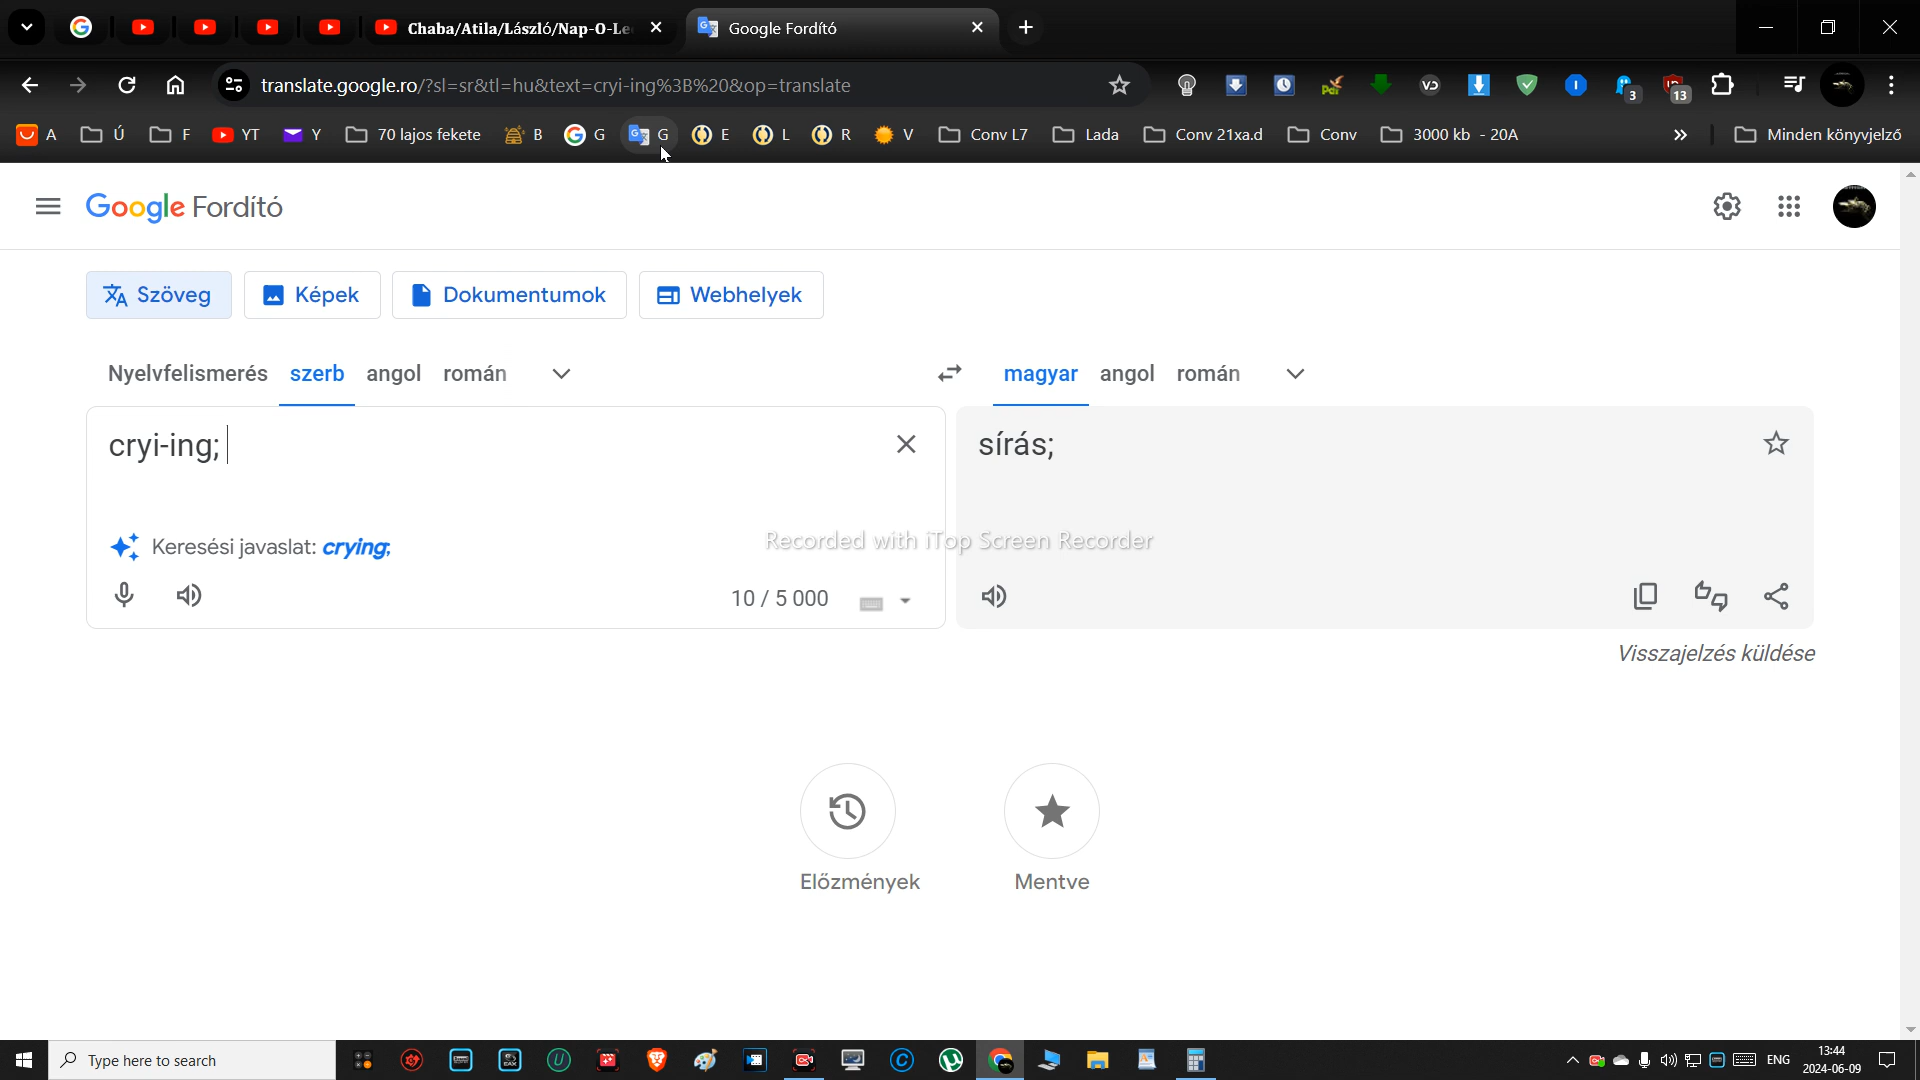 Chaba/Atila/László/Nap-O-Le
Google Fordító
translate.google.ro/?sl=sr&tl=hu&text=cryi-ing%3B%20&op=translate
3
13
A
Ú
F
YT
Y
70 lajos fekete
B
G
G
E
L
R
V
Conv L7
Lada
Conv 21xa.d
Conv
3000 kb - 20A
Minden könyvjelző
Google Fordító
Szöveg
Képek
Dokumentumok
Webhelyek
Nyelvfelismerés szerb angol román
magyar angol román
cryi-ing;
sírás;
Keresési javaslat: crying;
Recorded with iTop Screen Recorder
10 / 5 000
Visszajelzés küldése
Előzmények
Mentve
Type here to search
ENG
13:44
2024-06-09